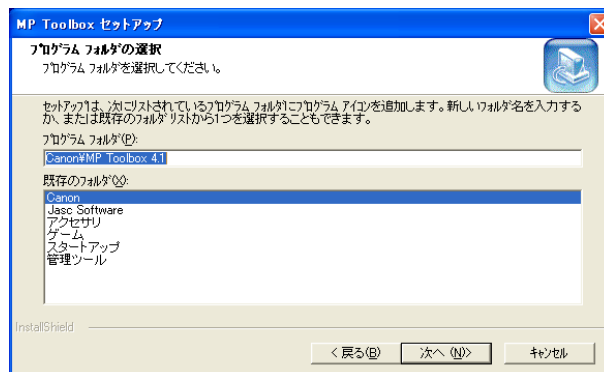 MP Toolbox セットアップ
プログラム フォルダの選択
プログラム フォルダを選択してください。
セットアップは、次にリストされているプログラム フォルダにプログラム アイコンを追加します。新しいフォルダ名を入力する
か、または既存のフォルダ リストから1つを選択することもできます。
プログラム フォルダ(P):
Canon¥MP Toolbox 4.1
既存のフォルダ(X):
Canon
Jasc Software
アクセサリ
ゲーム
スタートアップ
管理ツール
InstallShield
< 戻る(B) 次へ (N)> キャンセル